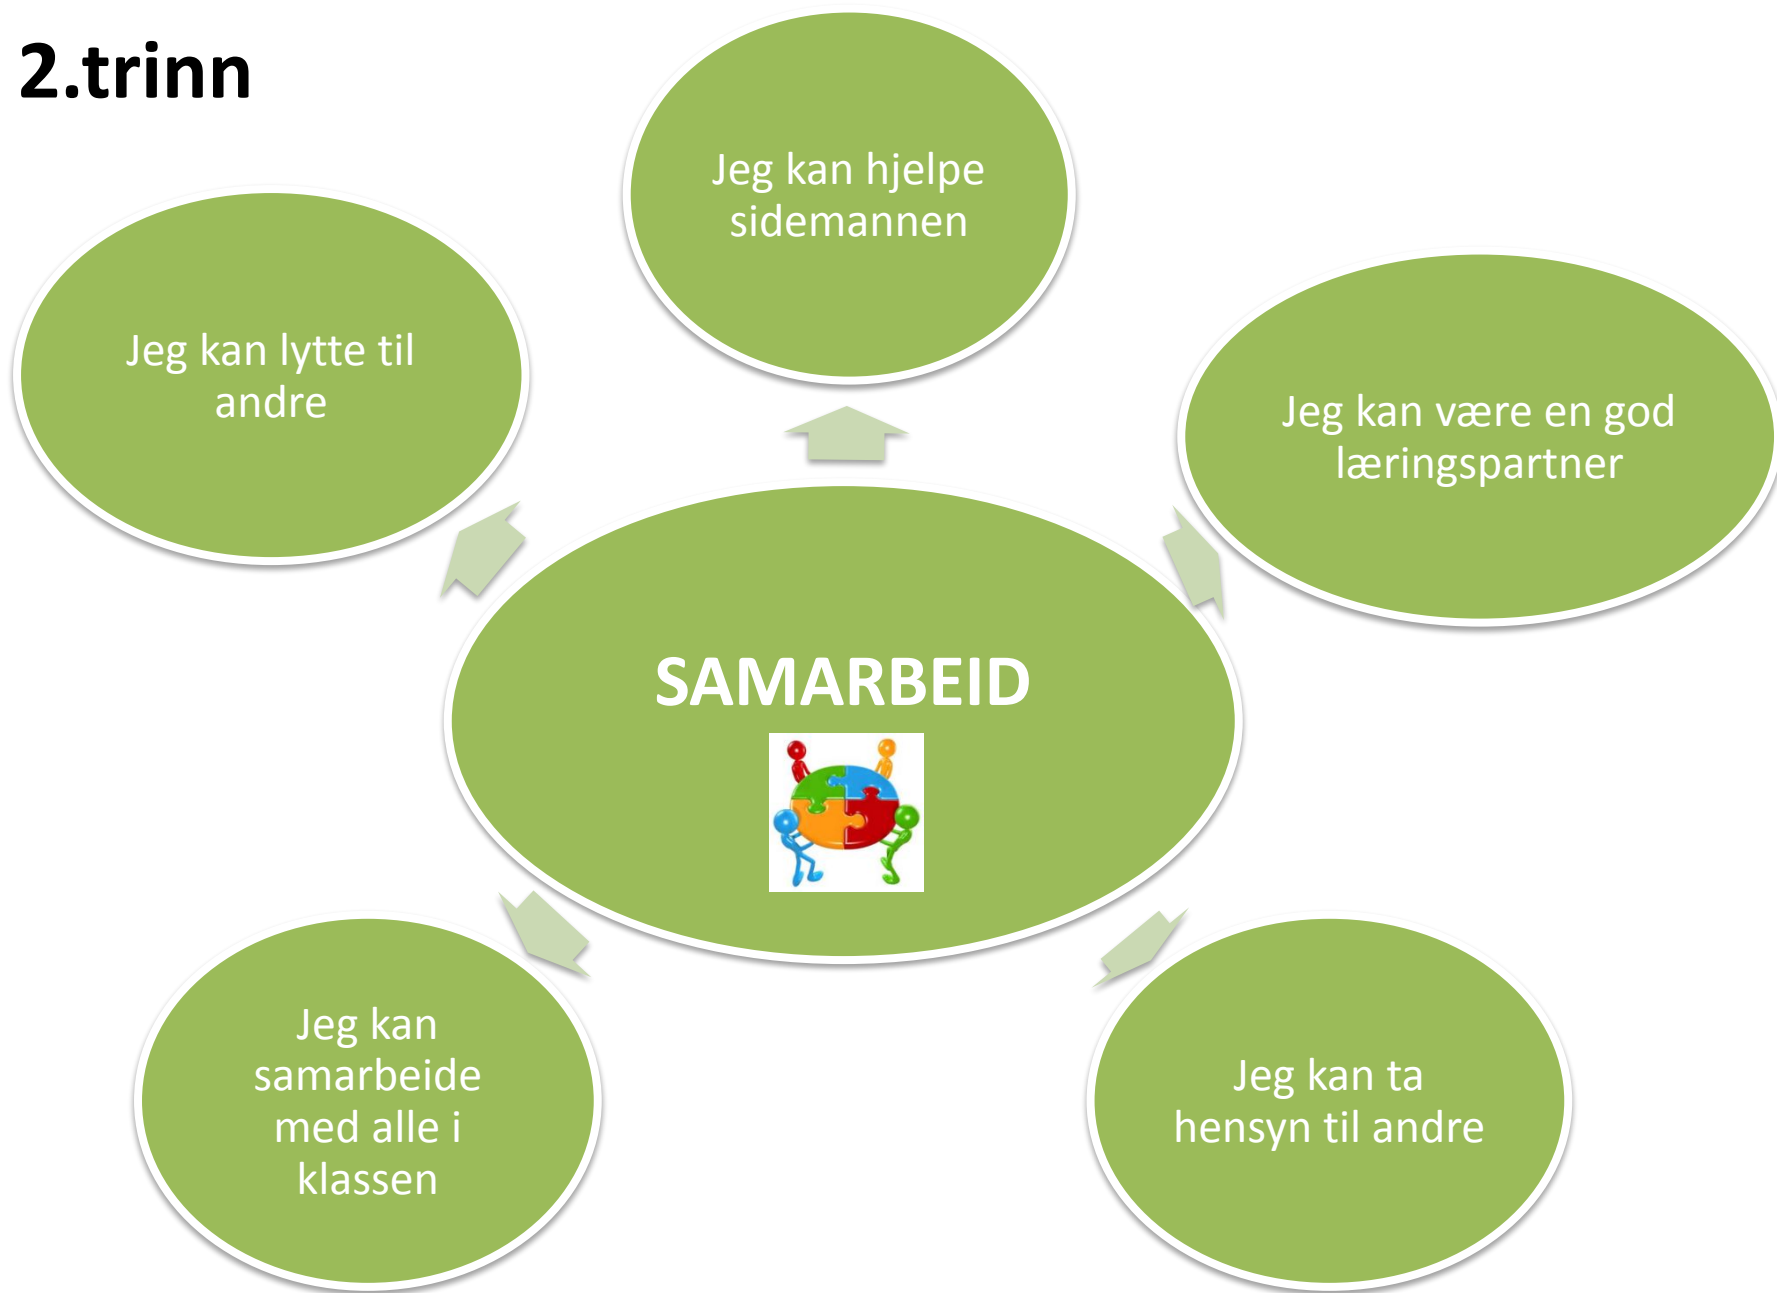 2.trinn
Jeg kan hjelpe
sidemannen
Jeg kan lytte til
andre
Jeg kan være en god
læringspartner
SAMARBEID
Jeg kan
samarbeide
med alle i
klassen
Jeg kan ta
hensyn til andre